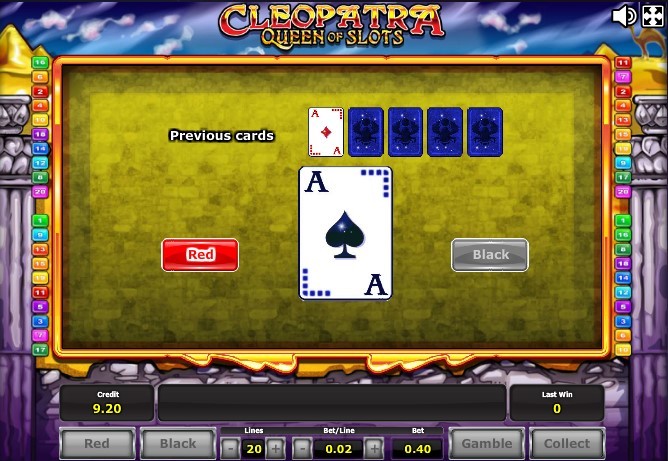 CLEOPATRA
QUEEN OF SLOTS
Previous cards
A
A
A
A
Red
Black
Credit
9.20
Last Win
0
Red
Black
Lines
- 20 +
Bet/Line
- 0.02 +
Bet
0.40
Gamble
Collect